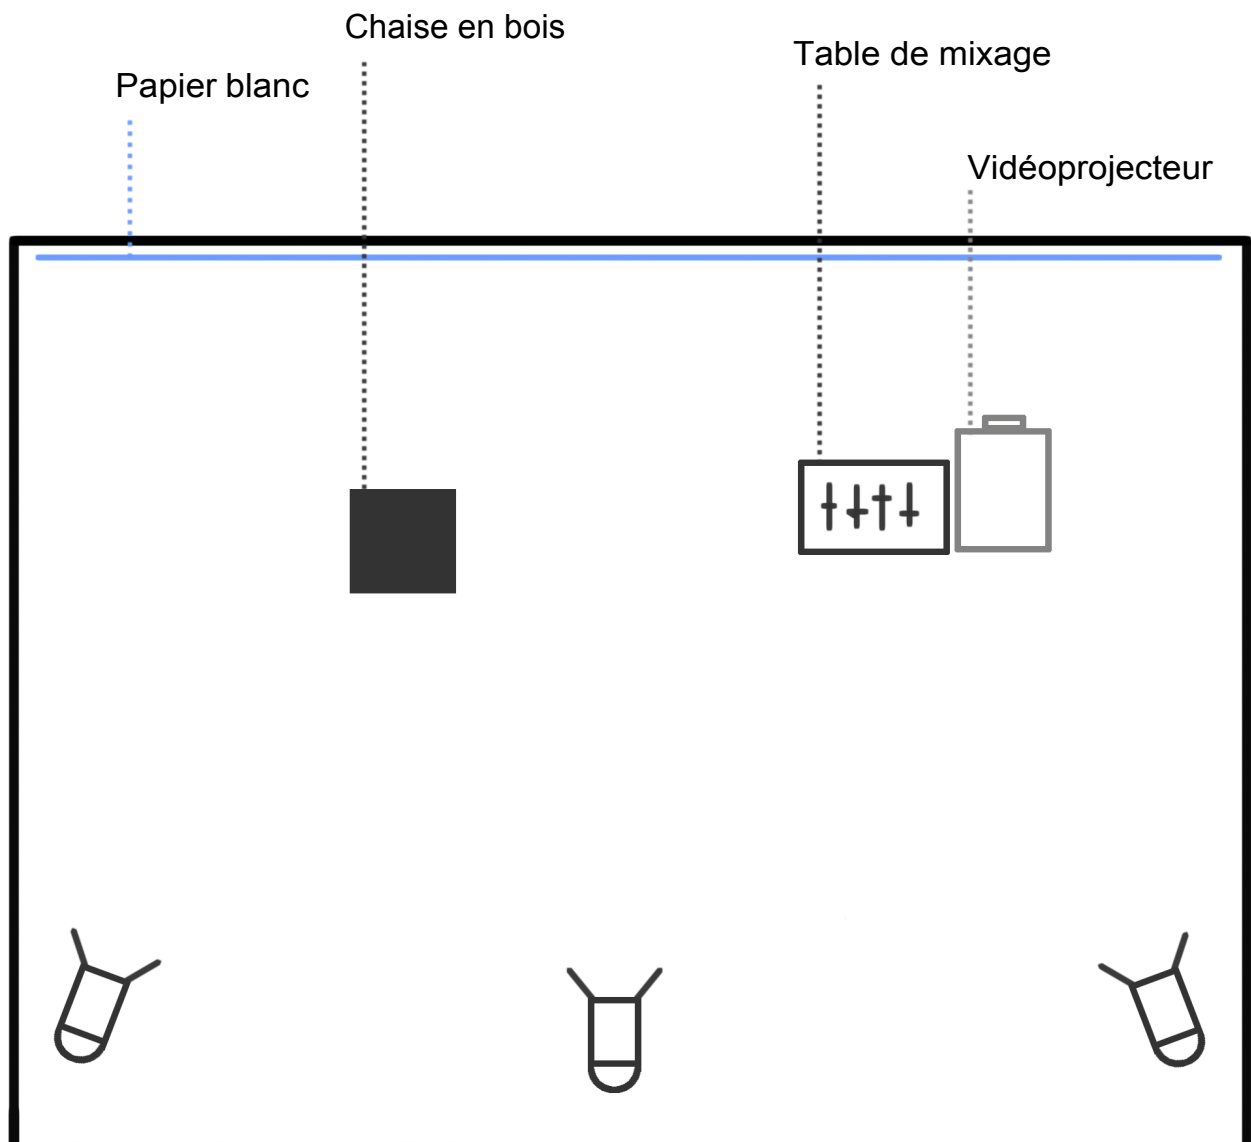 Chaise en bois
Table de mixage
Papier blanc
Vidéoprojecteur